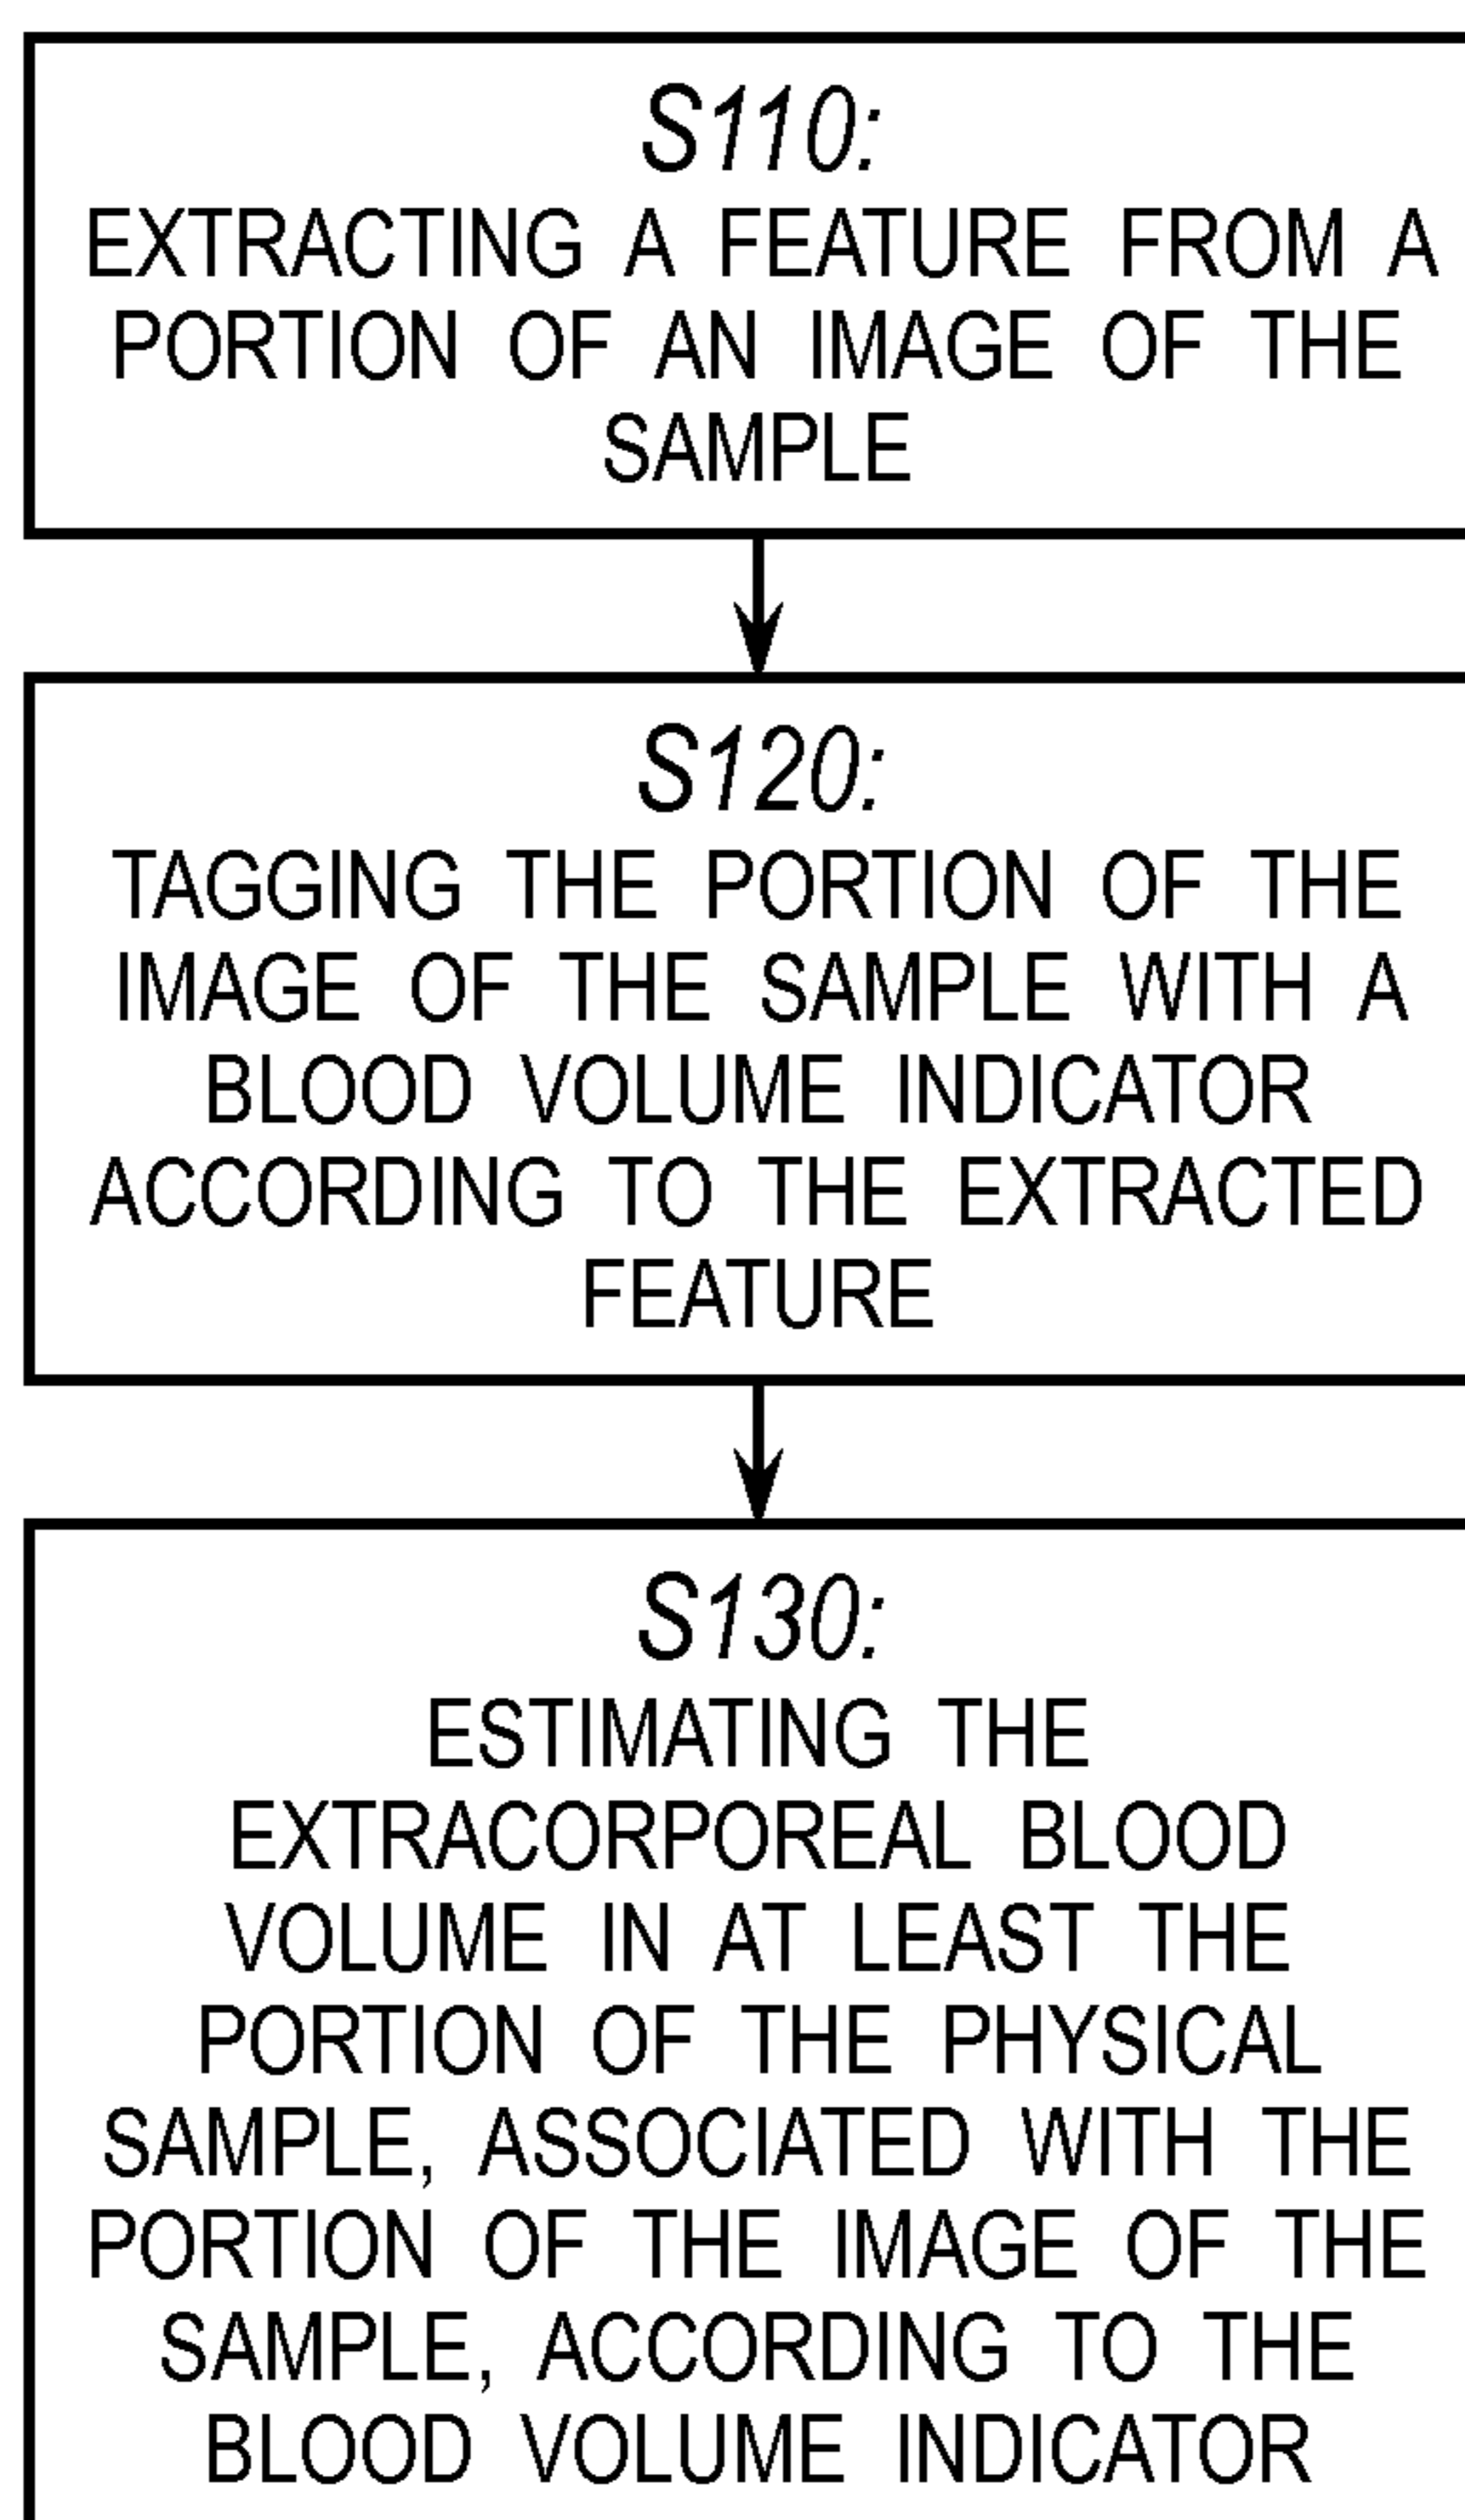 S110:
EXTRACTING A FEATURE FROM A
PORTION OF AN IMAGE OF THE
SAMPLE
S120:
TAGGING THE PORTION OF THE
IMAGE OF THE SAMPLE WITH A
BLOOD VOLUME INDICATOR
ACCORDING TO THE EXTRACTED
FEATURE
S130:
ESTIMATING THE
EXTRACORPOREAL BLOOD
VOLUME IN AT LEAST THE
PORTION OF THE PHYSICAL
SAMPLE, ASSOCIATED WITH THE
PORTION OF THE IMAGE OF THE
SAMPLE, ACCORDING TO THE
BLOOD VOLUME INDICATOR